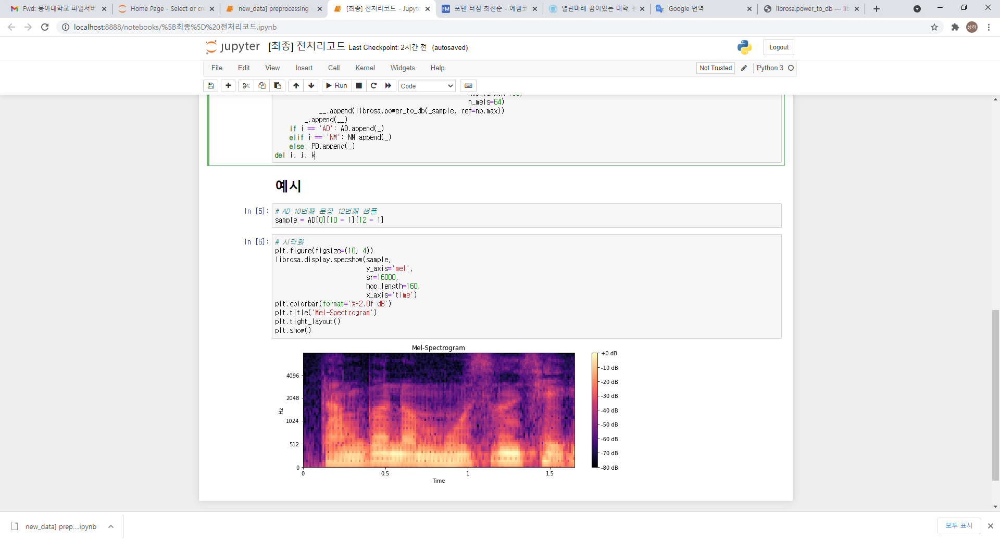 Fwd: 동아대학교 파일서버
Home Page - Select or cre
new_data] preprocessing
[최종] 전처리코드 - Jupyte
FM 포텐 터짐 최신순 - 에펨코
열린미래 꿈이있는 대학,
Google 번역
librosa.power_to_db — lib
localhost:8888/notebooks/%5B최종%5D%20전처리코드.ipynb
상하
jupyter [최종] 전처리코드 Last Checkpoint: 2시간 전 (autosaved)
Logout
File Edit View Insert Cell Kernel Widgets Help
Not Trusted
Python 3
Run
Code
n_mels=64)
__.append(librosa.power_to_db(_sample, ref=np.max))
_.append(__)
if i == 'AD': AD.append(_)
elif i == 'NM': NM.append(_)
else: PD.append(_)
del i, j, k
예시
In [5]:
# AD 10번째 문장 12번째 샘플
sample = AD[0][10 - 1][12 - 1]
In [6]:
# 시각화
plt.figure(figsize=(10, 4))
librosa.display.specshow(sample,
y_axis='mel',
sr=16000,
hop_length=160,
x_axis='time')
plt.colorbar(format='%+2.0f dB')
plt.title('Mel-Spectrogram')
plt.tight_layout()
plt.show()
Mel-Spectrogram
4096
2048
1024
512
0
Hz
0 0.5 1 1.5
Time
+0 dB
-10 dB
-20 dB
-30 dB
-40 dB
-50 dB
-60 dB
-70 dB
-80 dB
new_data] prep....ipynb
모두 표시